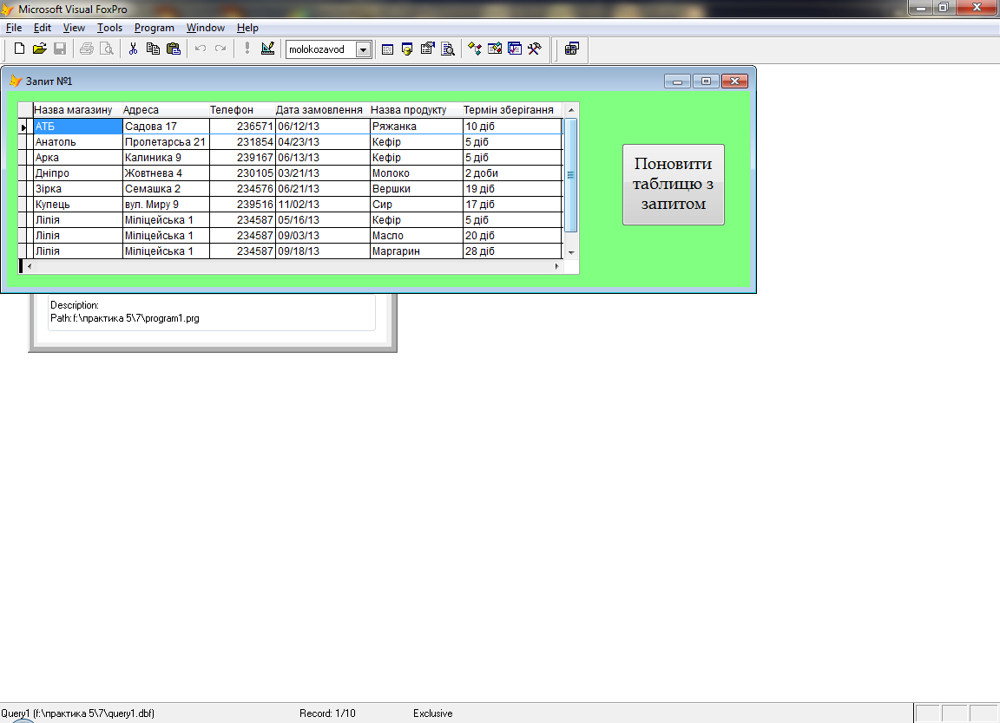 Microsoft Visual FoxPro
File Edit View Tools Program Window Help
molokozavod
Запит №1
Назва магазину Адреса Телефон Дата замовлення Назва продукту Термін зберігання
АТБ Садова 17 236571 06/12/13 Ряжанка 10 діб
Анатоль Пролетарсьа 21 231854 04/23/13 Кефір 5 діб
Арка Калиника 9 239167 06/13/13 Кефір 5 діб
Дніпро Жовтнева 4 230105 03/21/13 Молоко 2 доби
Зірка Семашка 2 234576 06/21/13 Вершки 19 діб
Купець вул. Миру 9 239516 11/02/13 Сир 17 діб
Лілія Міліцейська 1 234587 05/16/13 Кефір 5 діб
Лілія Міліцейська 1 234587 09/03/13 Масло 20 діб
Лілія Міліцейська 1 234587 09/18/13 Маргарин 28 діб
Поновити
таблицю з
запитом
Description:
Path: f:\практика 5\7\program1.prg
Query1 (f:\практика 5\7\query1.dbf) Record: 1/10 Exclusive